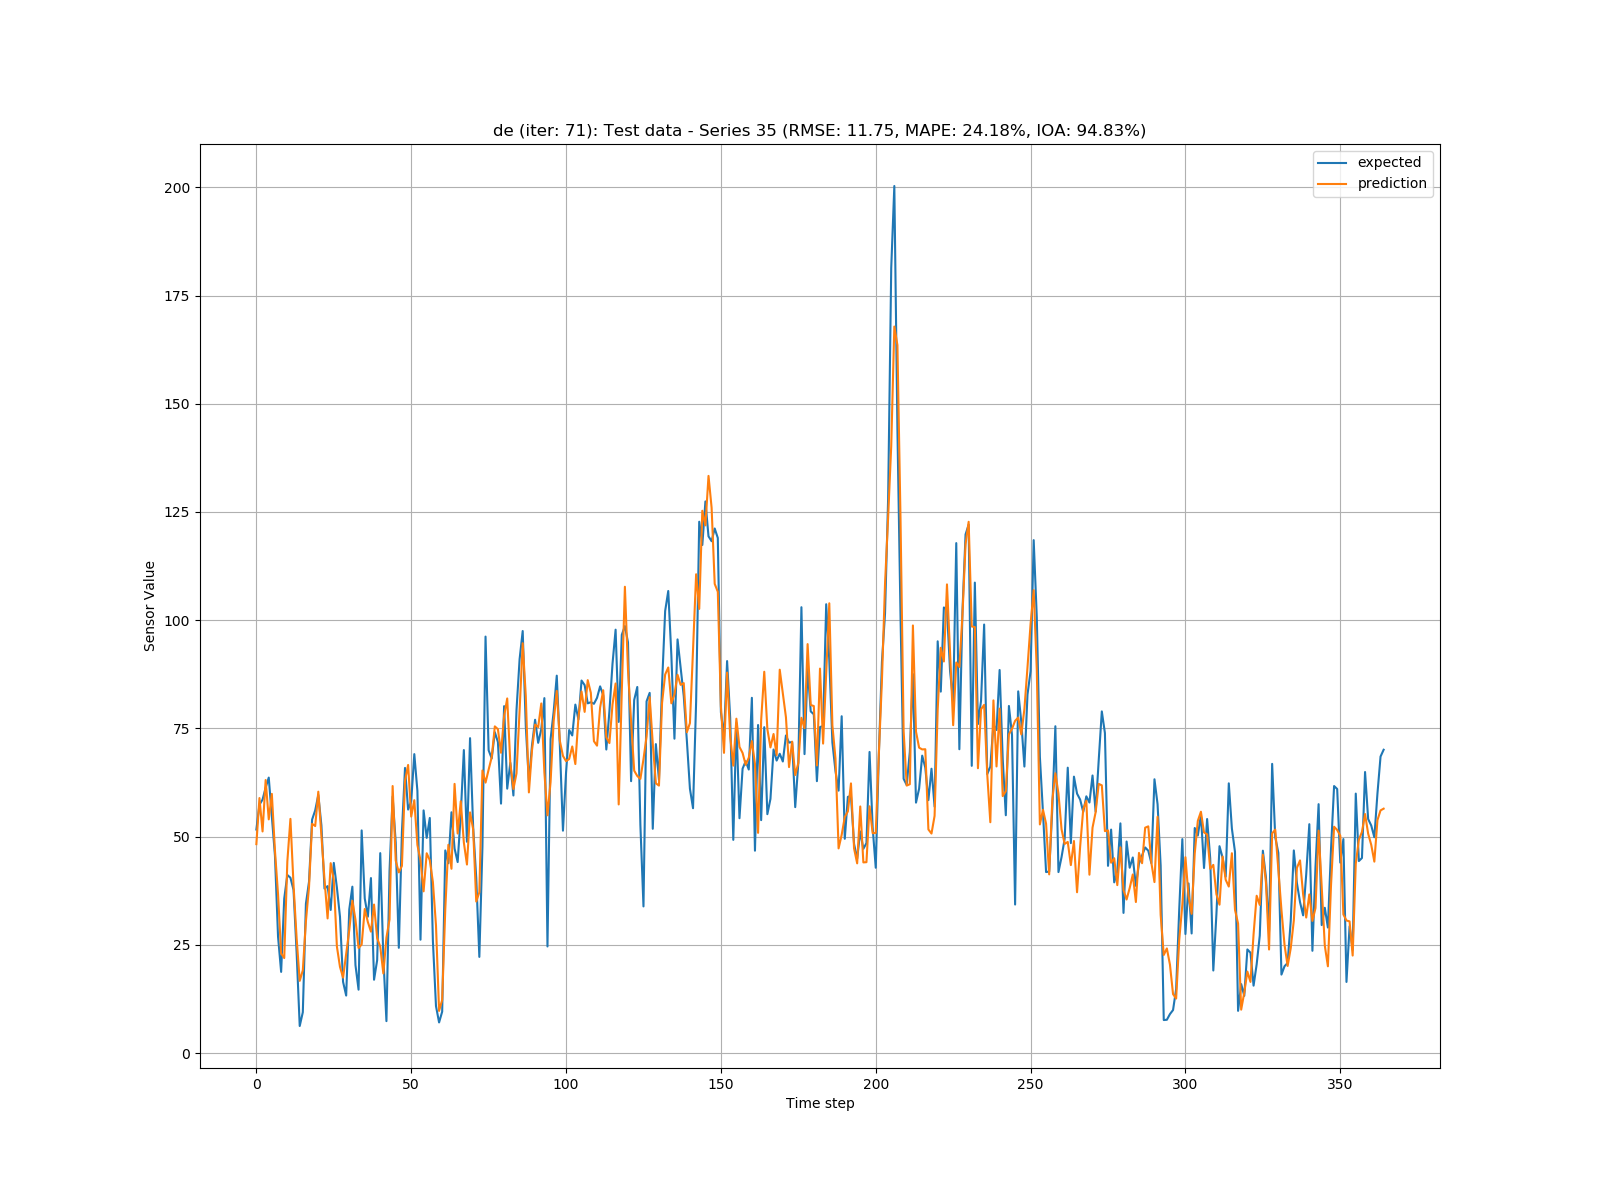 de (iter: 71): Test data - Series 35 (RMSE: 11.75, MAPE: 24.18%, IOA: 94.83%)
expected
prediction
200
175
150
125
100
75
50
25
0
Sensor Value
0 50 100 150 200 250 300 350
Time step